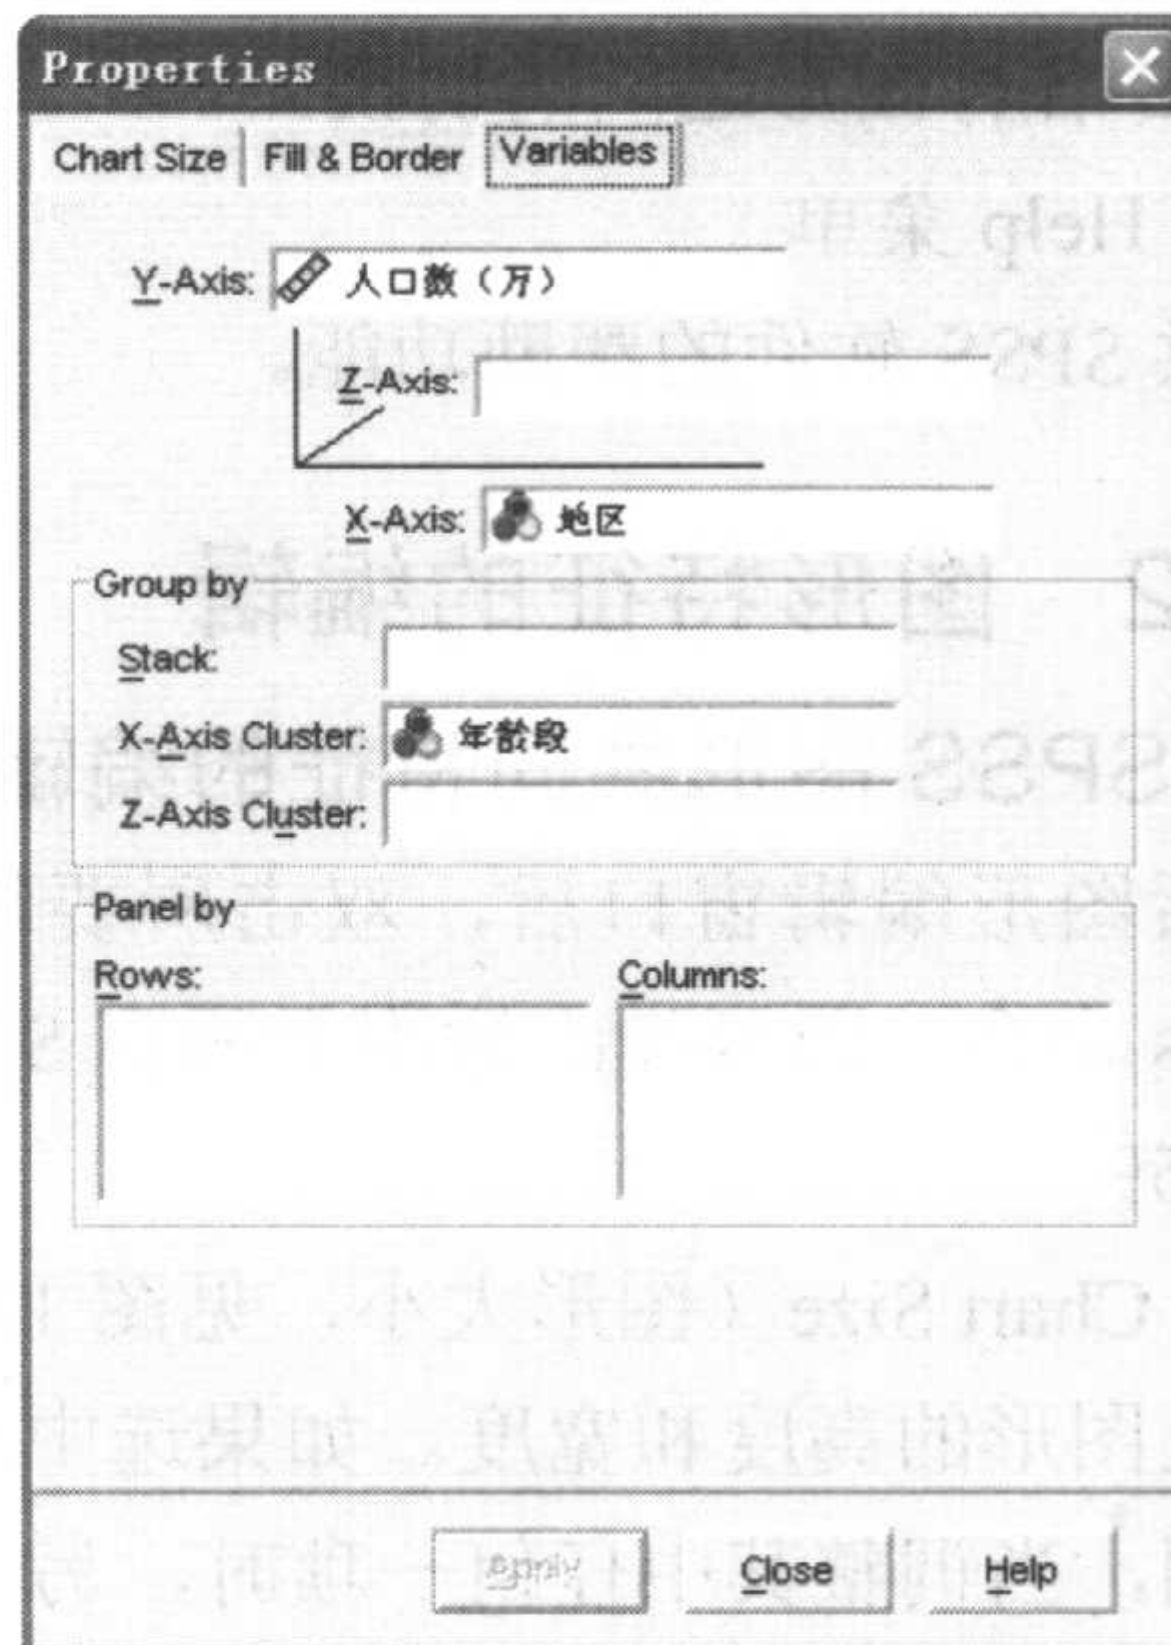 Properties
Chart Size Fill & Border Variables
Y-Axis: 人口数（万）
Z-Axis:
X-Axis: 地区
Group by
Stack:
X-Axis Cluster: 年龄段
Z-Axis Cluster:
Panel by
Rows: Columns:
Apply Close Help